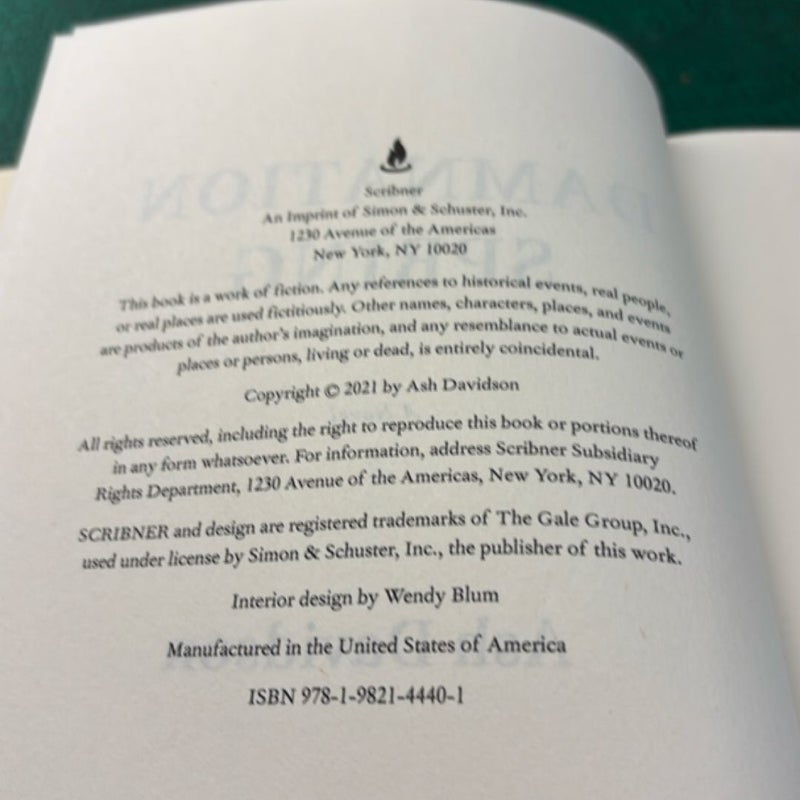 Scribner
An Imprint of Simon & Schuster, Inc.
1230 Avenue of the Americas
New York, NY 10020
This book is a work of fiction. Any references to historical events, real people,
or real places are used fictitiously. Other names, characters, places, and events
are products of the author's imagination, and any resemblance to actual events or
places or persons, living or dead, is entirely coincidental.
Copyright © 2021 by Ash Davidson
All rights reserved, including the right to reproduce this book or portions thereof
in any form whatsoever. For information, address Scribner Subsidiary
Rights Department, 1230 Avenue of the Americas, New York, NY 10020.
SCRIBNER and design are registered trademarks of The Gale Group, Inc.,
used under license by Simon & Schuster, Inc., the publisher of this work.
Interior design by Wendy Blum
Manufactured in the United States of America
ISBN 978-1-9821-4440-1